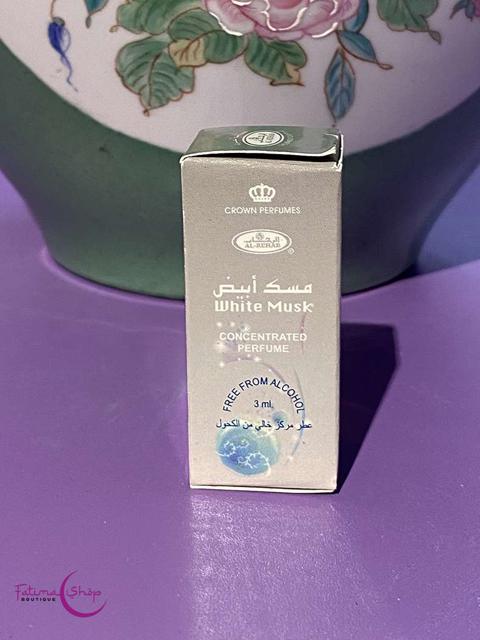 CROWN PERFUMES
الرحاب
AL-REHAB
®
مسك أبيض
White Musk
CONCENTRATED
PERFUME
FREE FROM ALCOHOL
3 ml.
عطر مركز خالي من الكحول
Fatima Shop
BOUTIQUE